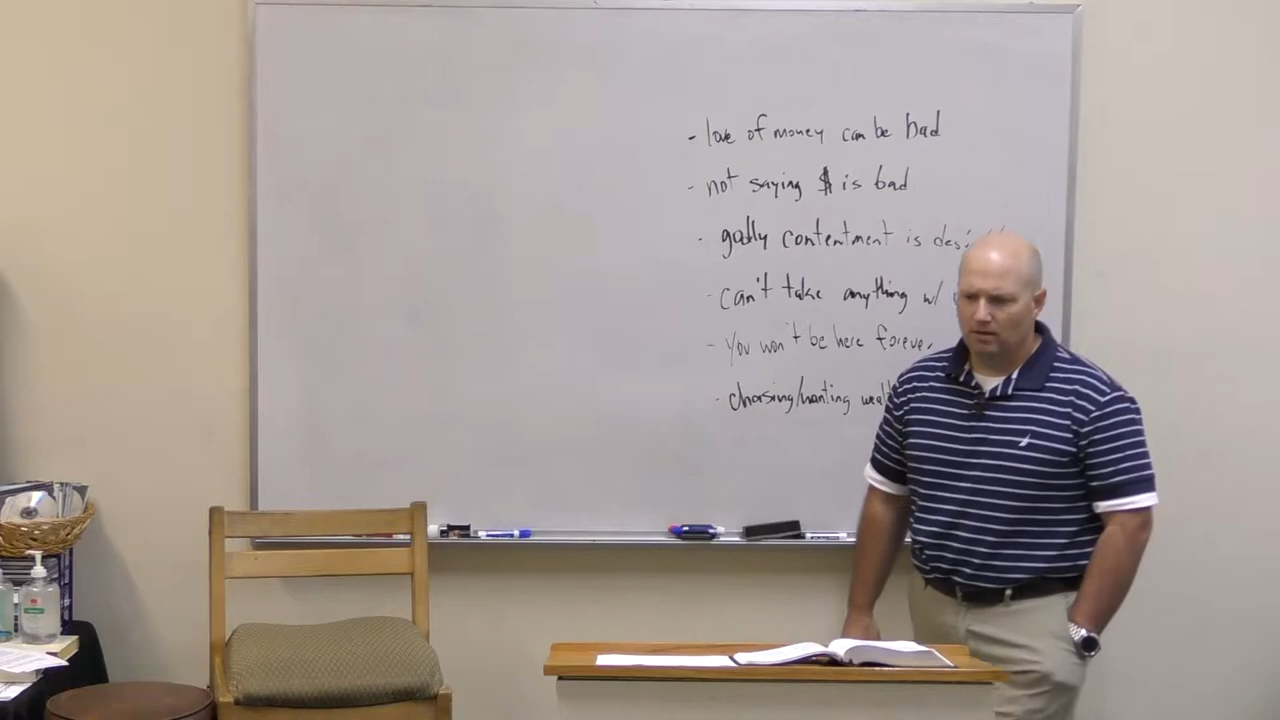 - love of money can be bad
- not saying $ is bad
- godly contentment is
- can't take anything w/
- You won't be here forever
- choosing/wanting